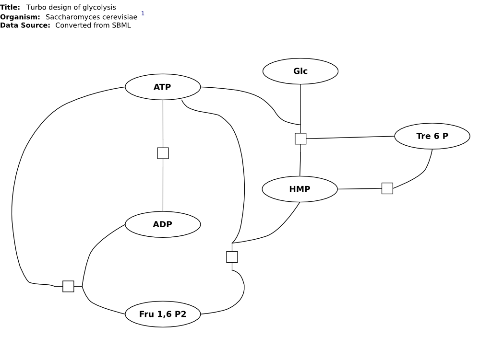 Title: Turbo design of glycolysis
Organism: Saccharomyces cerevisiae 1
Data Source: Converted from SBML
ATP
Glc
Tre 6 P
HMP
ADP
Fru 1,6 P2